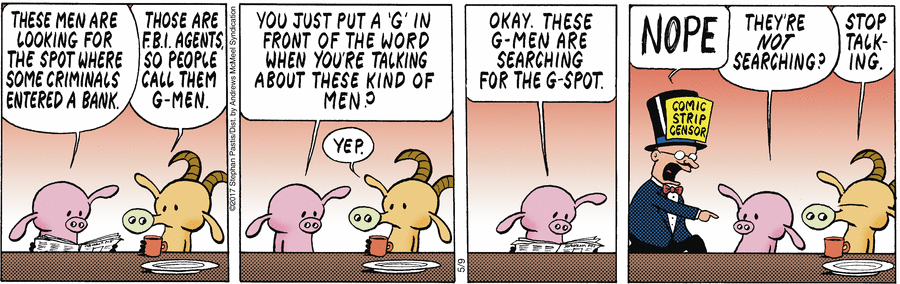 THESE MEN ARE
LOOKING FOR
THE SPOT WHERE
SOME CRIMINALS
ENTERED A BANK.
THOSE ARE
F.B.I. AGENTS,
SO PEOPLE
CALL THEM
G-MEN.
©2017 Stephan Pastis/Dist. by Andrews McMeel Syndication
YOU JUST PUT A 'G' IN
FRONT OF THE WORD
WHEN YOU'RE TALKING
ABOUT THESE KIND OF
MEN?
YEP.
5/9
OKAY. THESE
G-MEN ARE
SEARCHING
FOR THE G-SPOT.
NOPE
COMIC
STRIP
CENSOR
THEY'RE
NOT
SEARCHING?
STOP
TALK-
ING.